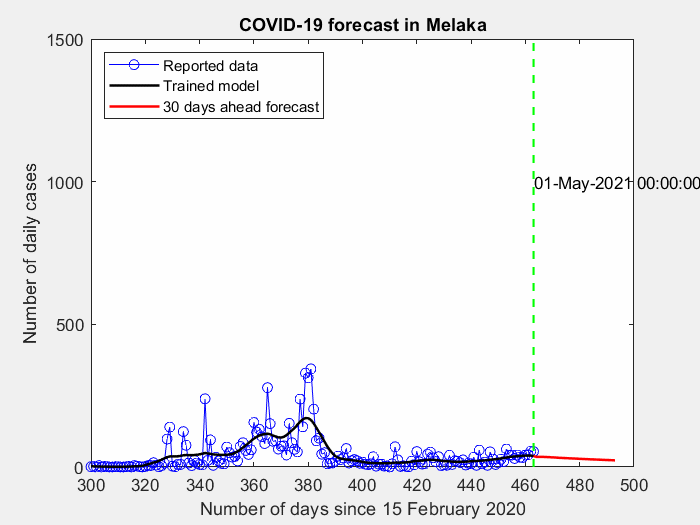 COVID-19 forecast in Melaka
1500
Reported data
Trained model
30 days ahead forecast
1000
01-May-2021 00:00:00
Number of daily cases
500
0
300 320 340 360 380 400 420 440 460 480 500
Number of days since 15 February 2020